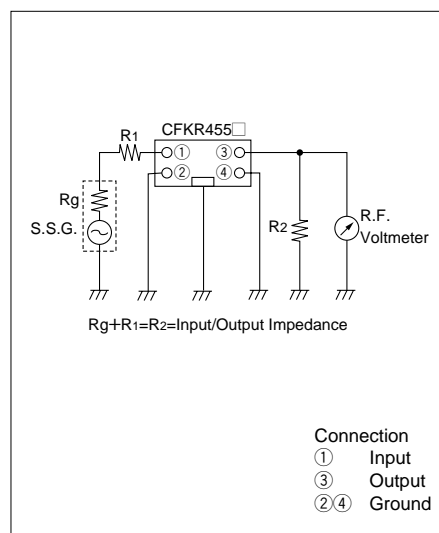 CFKR455□
R1
① ③
② ④
Rg
S.S.G.
R2
R.F.
Voltmeter
Rg+R1=R2=Input/Output Impedance
Connection
① Input
③ Output
②④ Ground